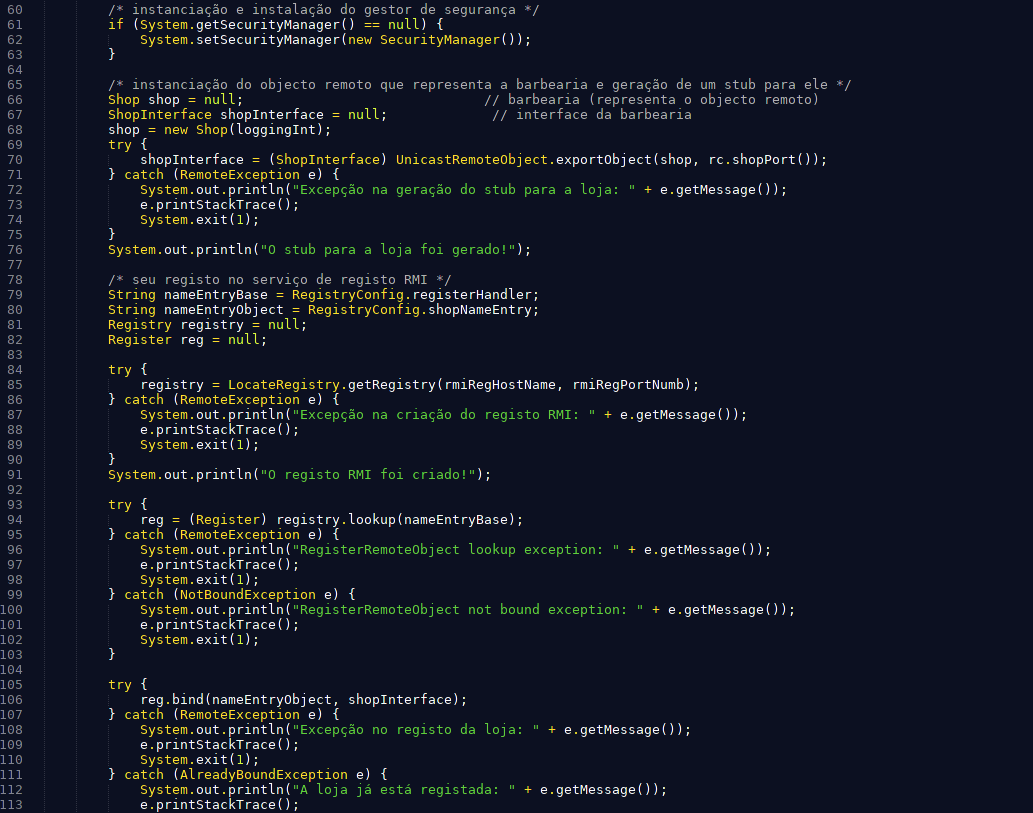 60 /* instanciação e instalação do gestor de segurança */
61 if (System.getSecurityManager() == null) {
62 System.setSecurityManager(new SecurityManager());
63 }
64
65 /* instanciação do objecto remoto que representa a barbearia e geração de um stub para ele */
66 Shop shop = null; // barbearia (representa o objecto remoto)
67 ShopInterface shopInterface = null; // interface da barbearia
68 shop = new Shop(loggingInt);
69 try {
70 shopInterface = (ShopInterface) UnicastRemoteObject.exportObject(shop, rc.shopPort());
71 } catch (RemoteException e) {
72 System.out.println("Excepção na geração do stub para a loja: " + e.getMessage());
73 e.printStackTrace();
74 System.exit(1);
75 }
76 System.out.println("O stub para a loja foi gerado!");
77
78 /* seu registo no serviço de registo RMI */
79 String nameEntryBase = RegistryConfig.registerHandler;
80 String nameEntryObject = RegistryConfig.shopNameEntry;
81 Registry registry = null;
82 Register reg = null;
83
84 try {
85 registry = LocateRegistry.getRegistry(rmiRegHostName, rmiRegPortNumb);
86 } catch (RemoteException e) {
87 System.out.println("Excepção na criação do registo RMI: " + e.getMessage());
88 e.printStackTrace();
89 System.exit(1);
90 }
91 System.out.println("O registo RMI foi criado!");
92
93 try {
94 reg = (Register) registry.lookup(nameEntryBase);
95 } catch (RemoteException e) {
96 System.out.println("RegisterRemoteObject lookup exception: " + e.getMessage());
97 e.printStackTrace();
98 System.exit(1);
99 } catch (NotBoundException e) {
100 System.out.println("RegisterRemoteObject not bound exception: " + e.getMessage());
101 e.printStackTrace();
102 System.exit(1);
103 }
104
105 try {
106 reg.bind(nameEntryObject, shopInterface);
107 } catch (RemoteException e) {
108 System.out.println("Excepção no registo da loja: " + e.getMessage());
109 e.printStackTrace();
110 System.exit(1);
111 } catch (AlreadyBoundException e) {
112 System.out.println("A loja já está registada: " + e.getMessage());
113 e.printStackTrace();